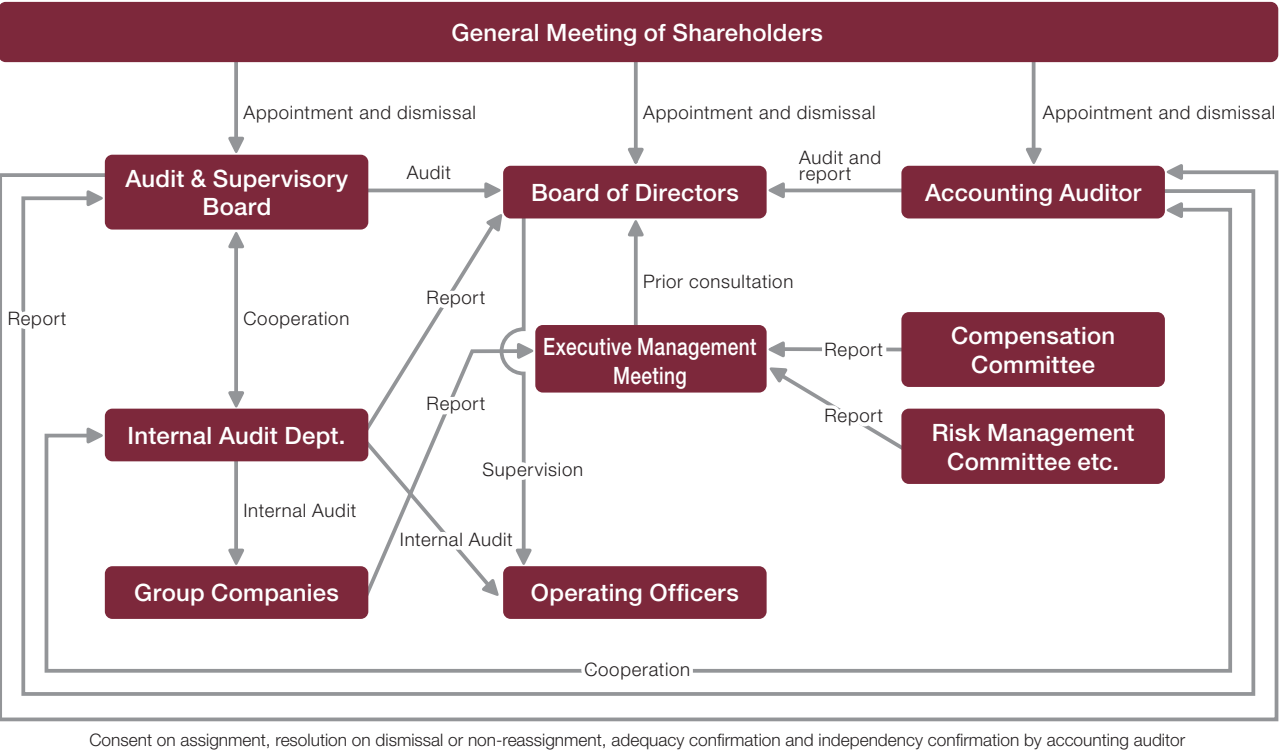 General Meeting of Shareholders
Appointment and dismissal
Appointment and dismissal
Appointment and dismissal
Audit & Supervisory
Board
Audit
Board of Directors
Audit and
report
Accounting Auditor
Report
Cooperation
Report
Prior consultation
Executive Management
Meeting
Report
Compensation
Committee
Report
Report
Risk Management
Committee etc.
Internal Audit Dept.
Supervision
Internal Audit
Internal Audit
Group Companies
Operating Officers
Cooperation
Consent on assignment, resolution on dismissal or non-reassignment, adequacy confirmation and independency confirmation by accounting auditor